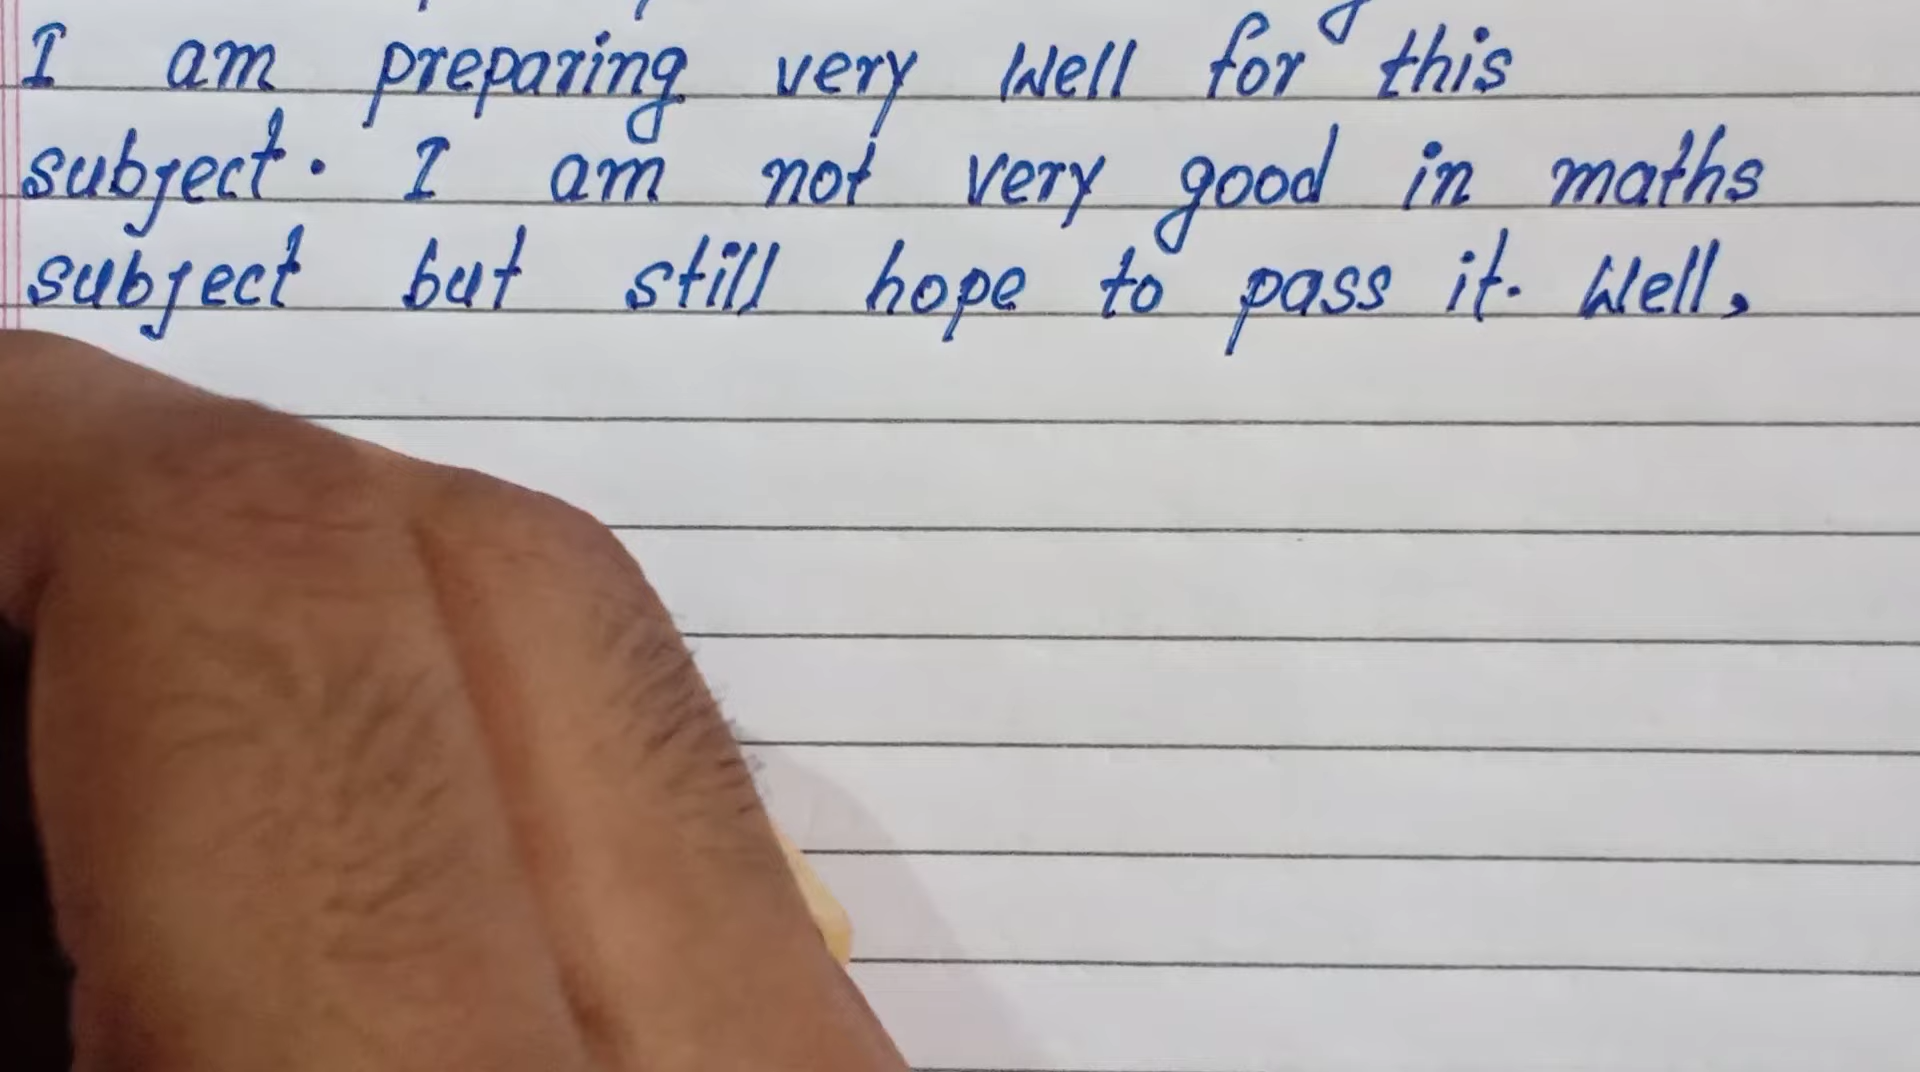 I am preparing very well for this
subject. I am not very good in maths
subject but still hope to pass it. Well,